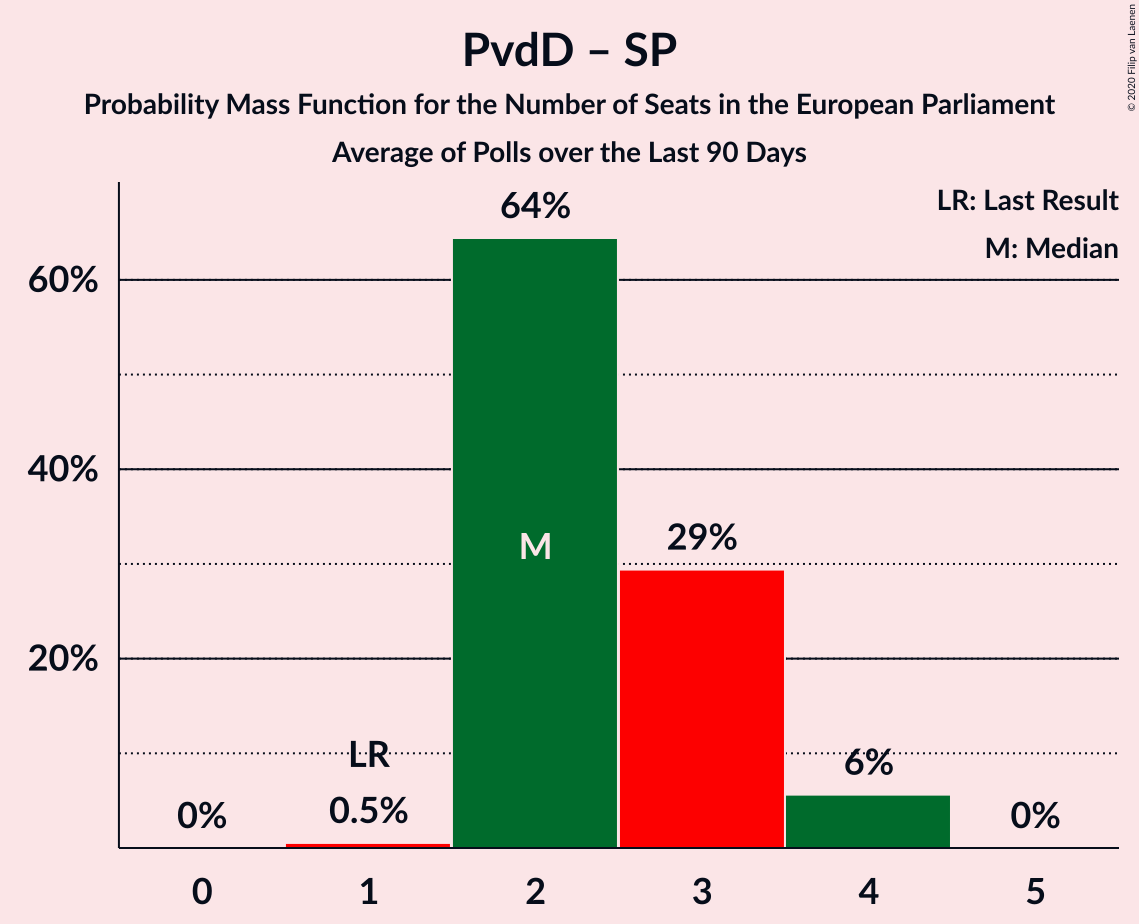 PvdD – SP
Probability Mass Function for the Number of Seats in the European Parliament
Average of Polls over the Last 90 Days
© 2020 Filip van Laenen
LR: Last Result
M: Median
60%
40%
20%
0%
LR
0.5%
64%
M
29%
6%
0%
0 1 2 3 4 5